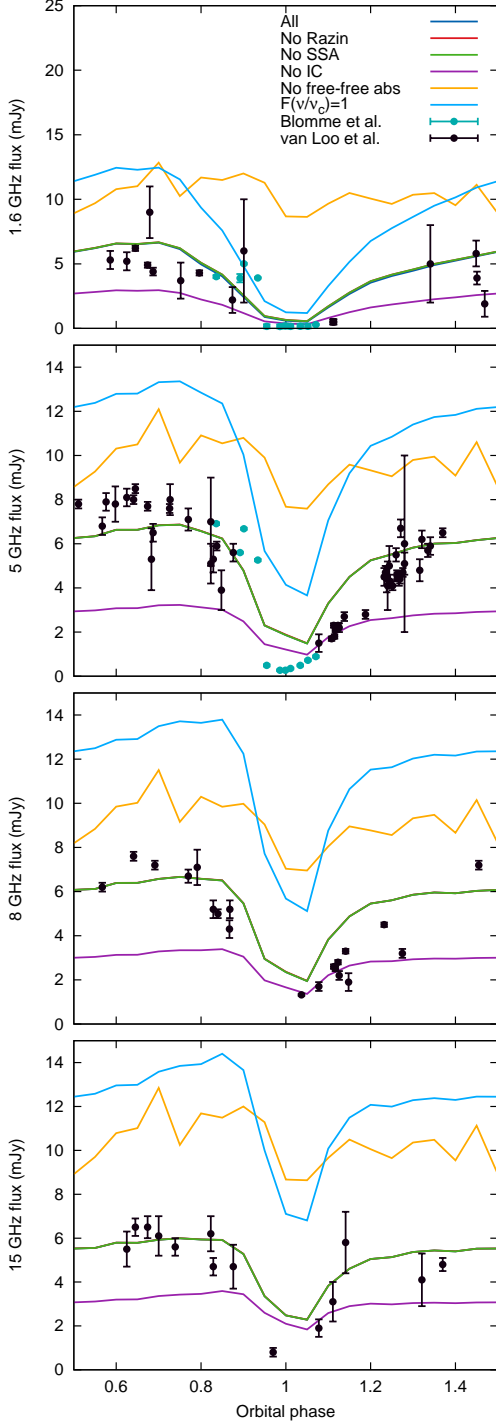 All
No Razin
No SSA
No IC
No free-free abs
F(ν/ν_c)=1
Blomme et al.
van Loo et al.
1.6 GHz flux (mJy)
25
20
15
10
5
0
5 GHz flux (mJy)
14
12
10
8
6
4
2
0
8 GHz flux (mJy)
14
12
10
8
6
4
2
0
15 GHz flux (mJy)
14
12
10
8
6
4
2
0
0.6 0.8 1 1.2 1.4
Orbital phase